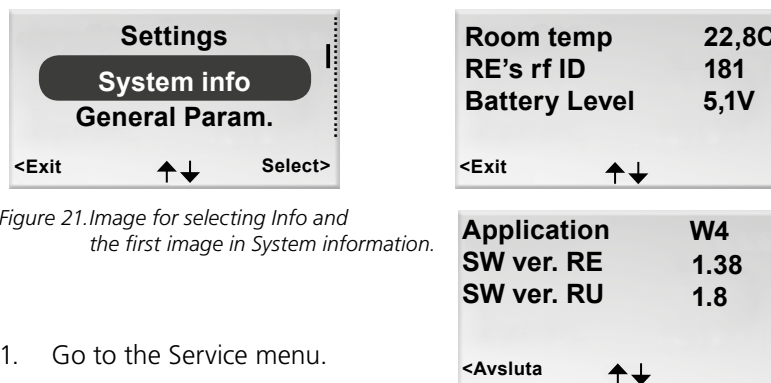 Settings
System info
General Param.
<Exit ↑↓ Select>
Figure 21.Image for selecting Info and
the first image in System information.
1. Go to the Service menu.
Room temp 22,8C
RE's rf ID 181
Battery Level 5,1V
<Exit ↑↓
Application W4
SW ver. RE 1.38
SW ver. RU 1.8
<Avsluta ↑↓